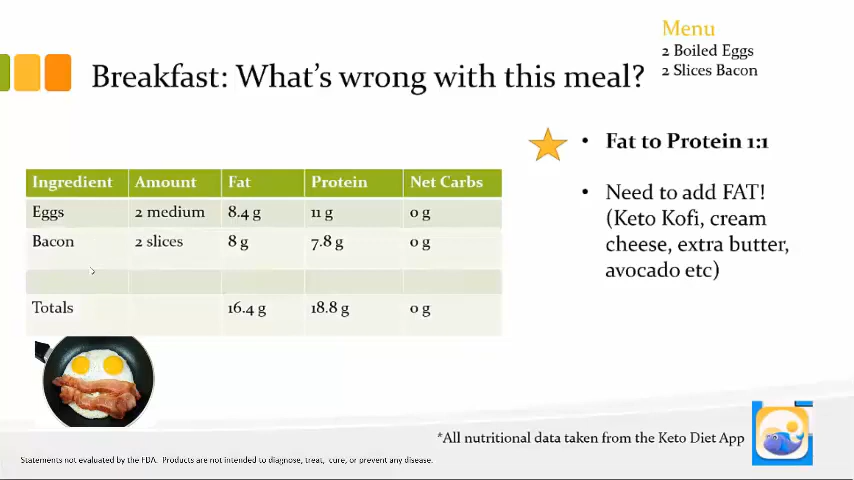 Menu
2 Boiled Eggs
2 Slices Bacon
Breakfast: What's wrong with this meal?
Ingredient Amount Fat Protein Net Carbs
Eggs 2 medium 8.4 g 11 g 0 g
Bacon 2 slices 8 g 7.8 g 0 g
Totals 16.4 g 18.8 g 0 g
• Fat to Protein 1:1
• Need to add FAT!
(Keto Kofi, cream
cheese, extra butter,
avocado etc)
*All nutritional data taken from the Keto Diet App
Statements not evaluated by the FDA. Products are not intended to diagnose, treat, cure, or prevent any disease.